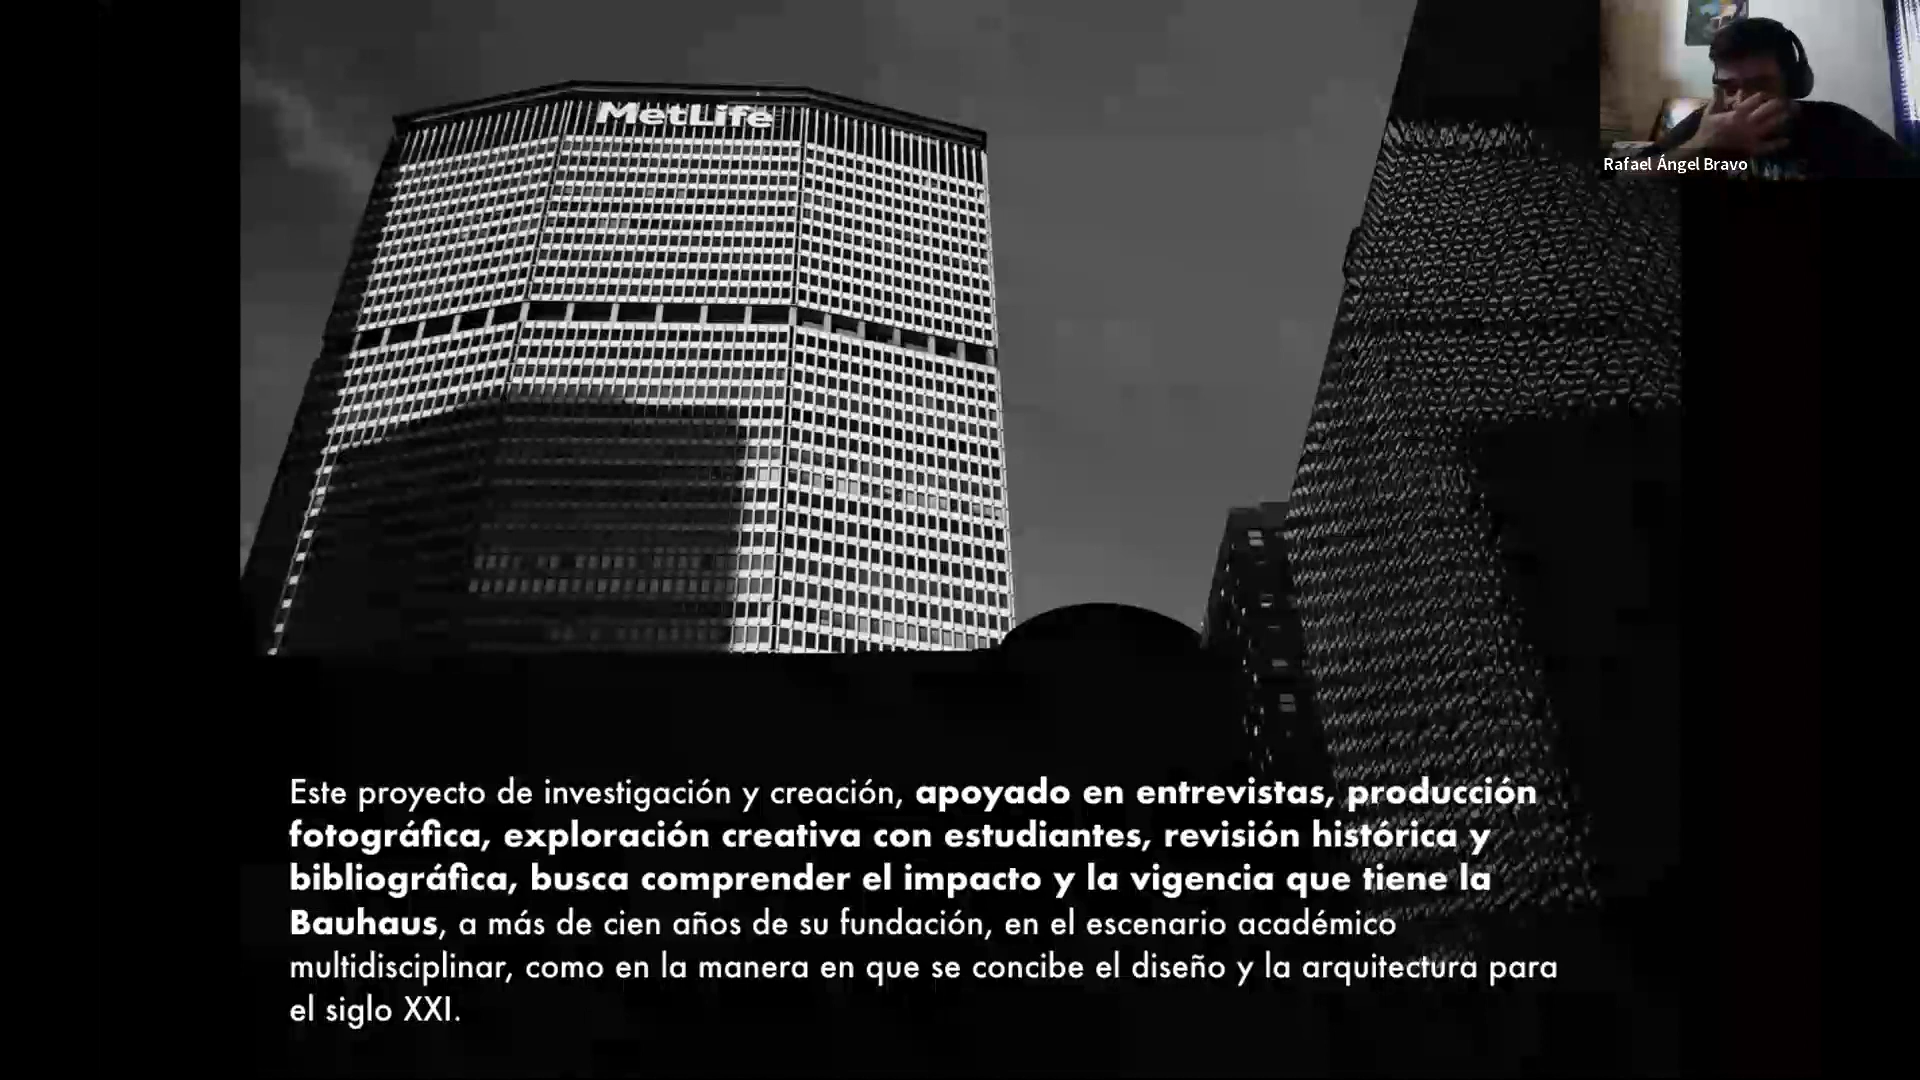 MetLife
Rafael Ángel Bravo
Este proyecto de investigación y creación, apoyado en entrevistas, producción
fotográfica, exploración creativa con estudiantes, revisión histórica y
bibliográfica, busca comprender el impacto y la vigencia que tiene la
Bauhaus, a más de cien años de su fundación, en el escenario académico
multidisciplinar, como en la manera en que se concibe el diseño y la arquitectura para
el siglo XXI.